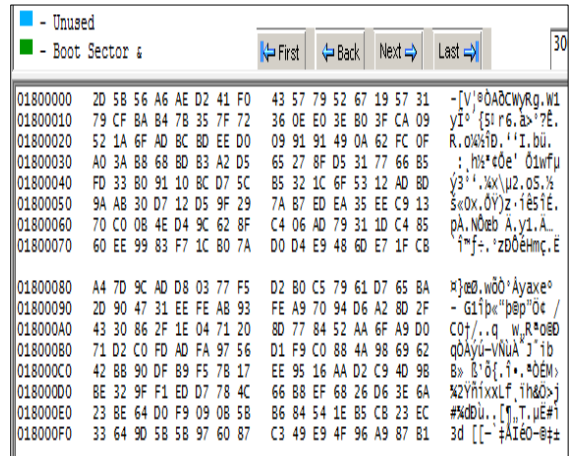 - Unused
- Boot Sector &
First Back Next Last 30
01800000 2D 5B 56 A6 AE D2 41 F0 43 57 79 52 67 19 57 31 -[V¦®ÒAðCWyRg.W1
01800010 79 CF BA B4 7B 35 7F 72 36 0E E0 3E B0 3F CA 09
01800020 52 1A 6F AD BC BD EE D0 09 91 91 49 0A 62 FC 0F
01800030 A0 3A B8 68 BD B3 A2 D5 65 27 8F D5 31 77 66 B5
01800040 FD 33 B0 91 10 BC D7 5C B5 32 1C 6F 53 12 AD BD
01800050 9A AB 30 D7 12 D5 9F 29 7A B7 ED EA 35 EE C9 13
01800060 70 C0 0B 4E D4 9C 62 8F C4 06 AD 79 31 1D C4 85
01800070 60 EE 99 83 F7 1C B0 7A D0 D4 E9 48 6D E7 1F CB
01800080 A4 7D 9C AD D8 03 77 F5 D2 B0 C5 79 61 D7 65 BA
01800090 2D 90 47 31 EE FE AB 93 FE A9 70 94 D6 A2 8D 2F
018000A0 43 30 86 2F 1E 04 71 20 8D 77 84 52 AA 6F A9 D0
018000B0 71 D2 C0 FD AD FA 97 56 D1 F9 C0 88 4A 98 69 62
018000C0 42 BB 90 DF B9 F5 7B 17 EE 95 16 AA D2 C9 4D 9B
018000D0 BE 32 9F F1 ED D7 78 4C 66 B8 EF 68 26 D6 3E 6A
018000E0 23 BE 64 D0 F9 09 0B 5B B6 84 54 1E B5 CB 23 EC
018000F0 33 64 9D 5B 5B 97 60 87 C3 49 E9 4F 96 A9 87 B1